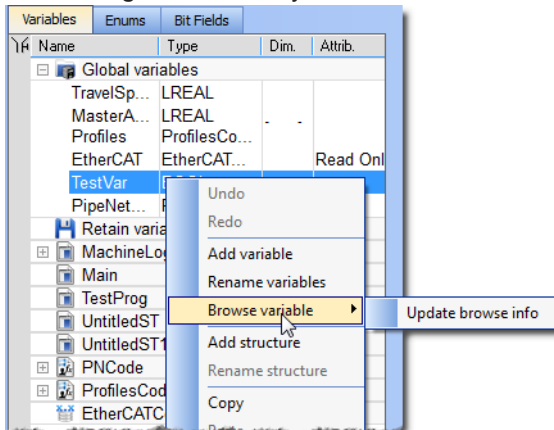 Variables Enums Bit Fields
Name Type Dim. Attrib.
Global variables
TravelSp... LREAL
MasterA... LREAL
Profiles ProfilesCo...
EtherCAT EtherCAT... Read Onl
TestVar
PipeNet...
Retain varia
MachineLo
Main
TestProg
UntitledST
UntitledST1
ProfilesCod
EtherCATC
Undo
Redo
Add variable
Rename variables
Browse variable
Update browse info
Add structure
Rename structure
Copy